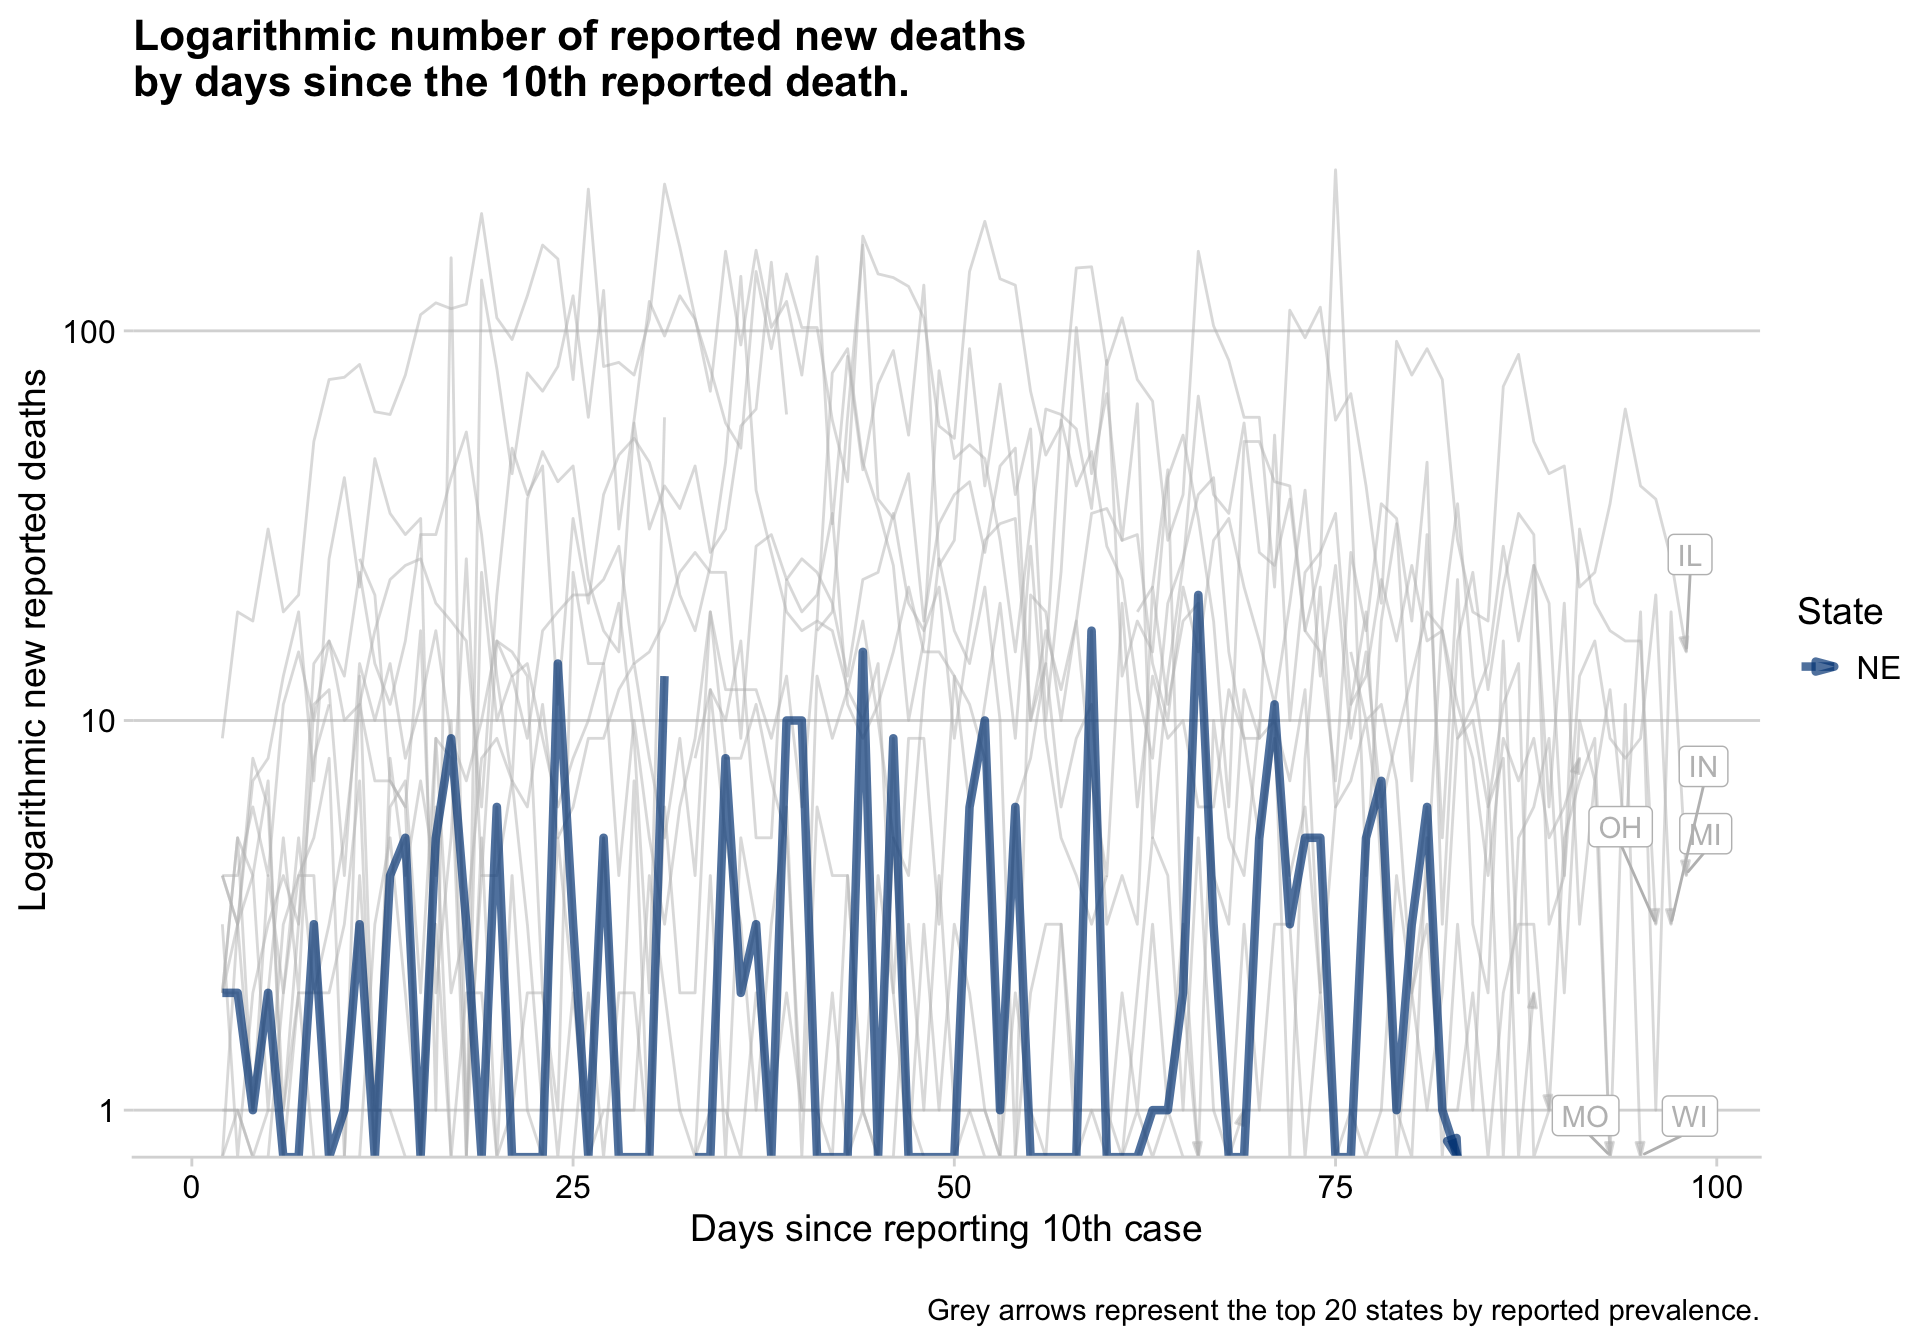 Logarithmic number of reported new deaths
by days since the 10th reported death.
Logarithmic new reported deaths
100
10
1
IL
IN
OH
MI
MO
WI
State
NE
0
25
50
75
100
Days since reporting 10th case
Grey arrows represent the top 20 states by reported prevalence.